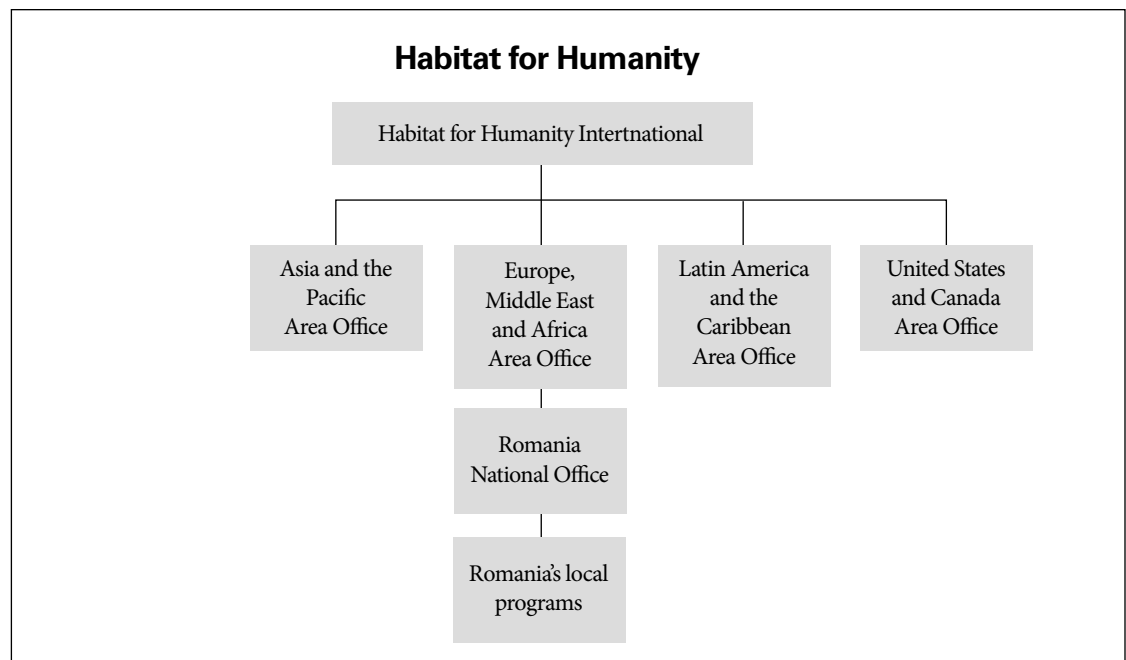 Habitat for Humanity
Habitat for Humanity Intertnational
Asia and the
Pacific
Area Office
Europe,
Middle East
and Africa
Area Office
Latin America
and the
Caribbean
Area Office
United States
and Canada
Area Office
Romania
National Office
Romania's local
programs